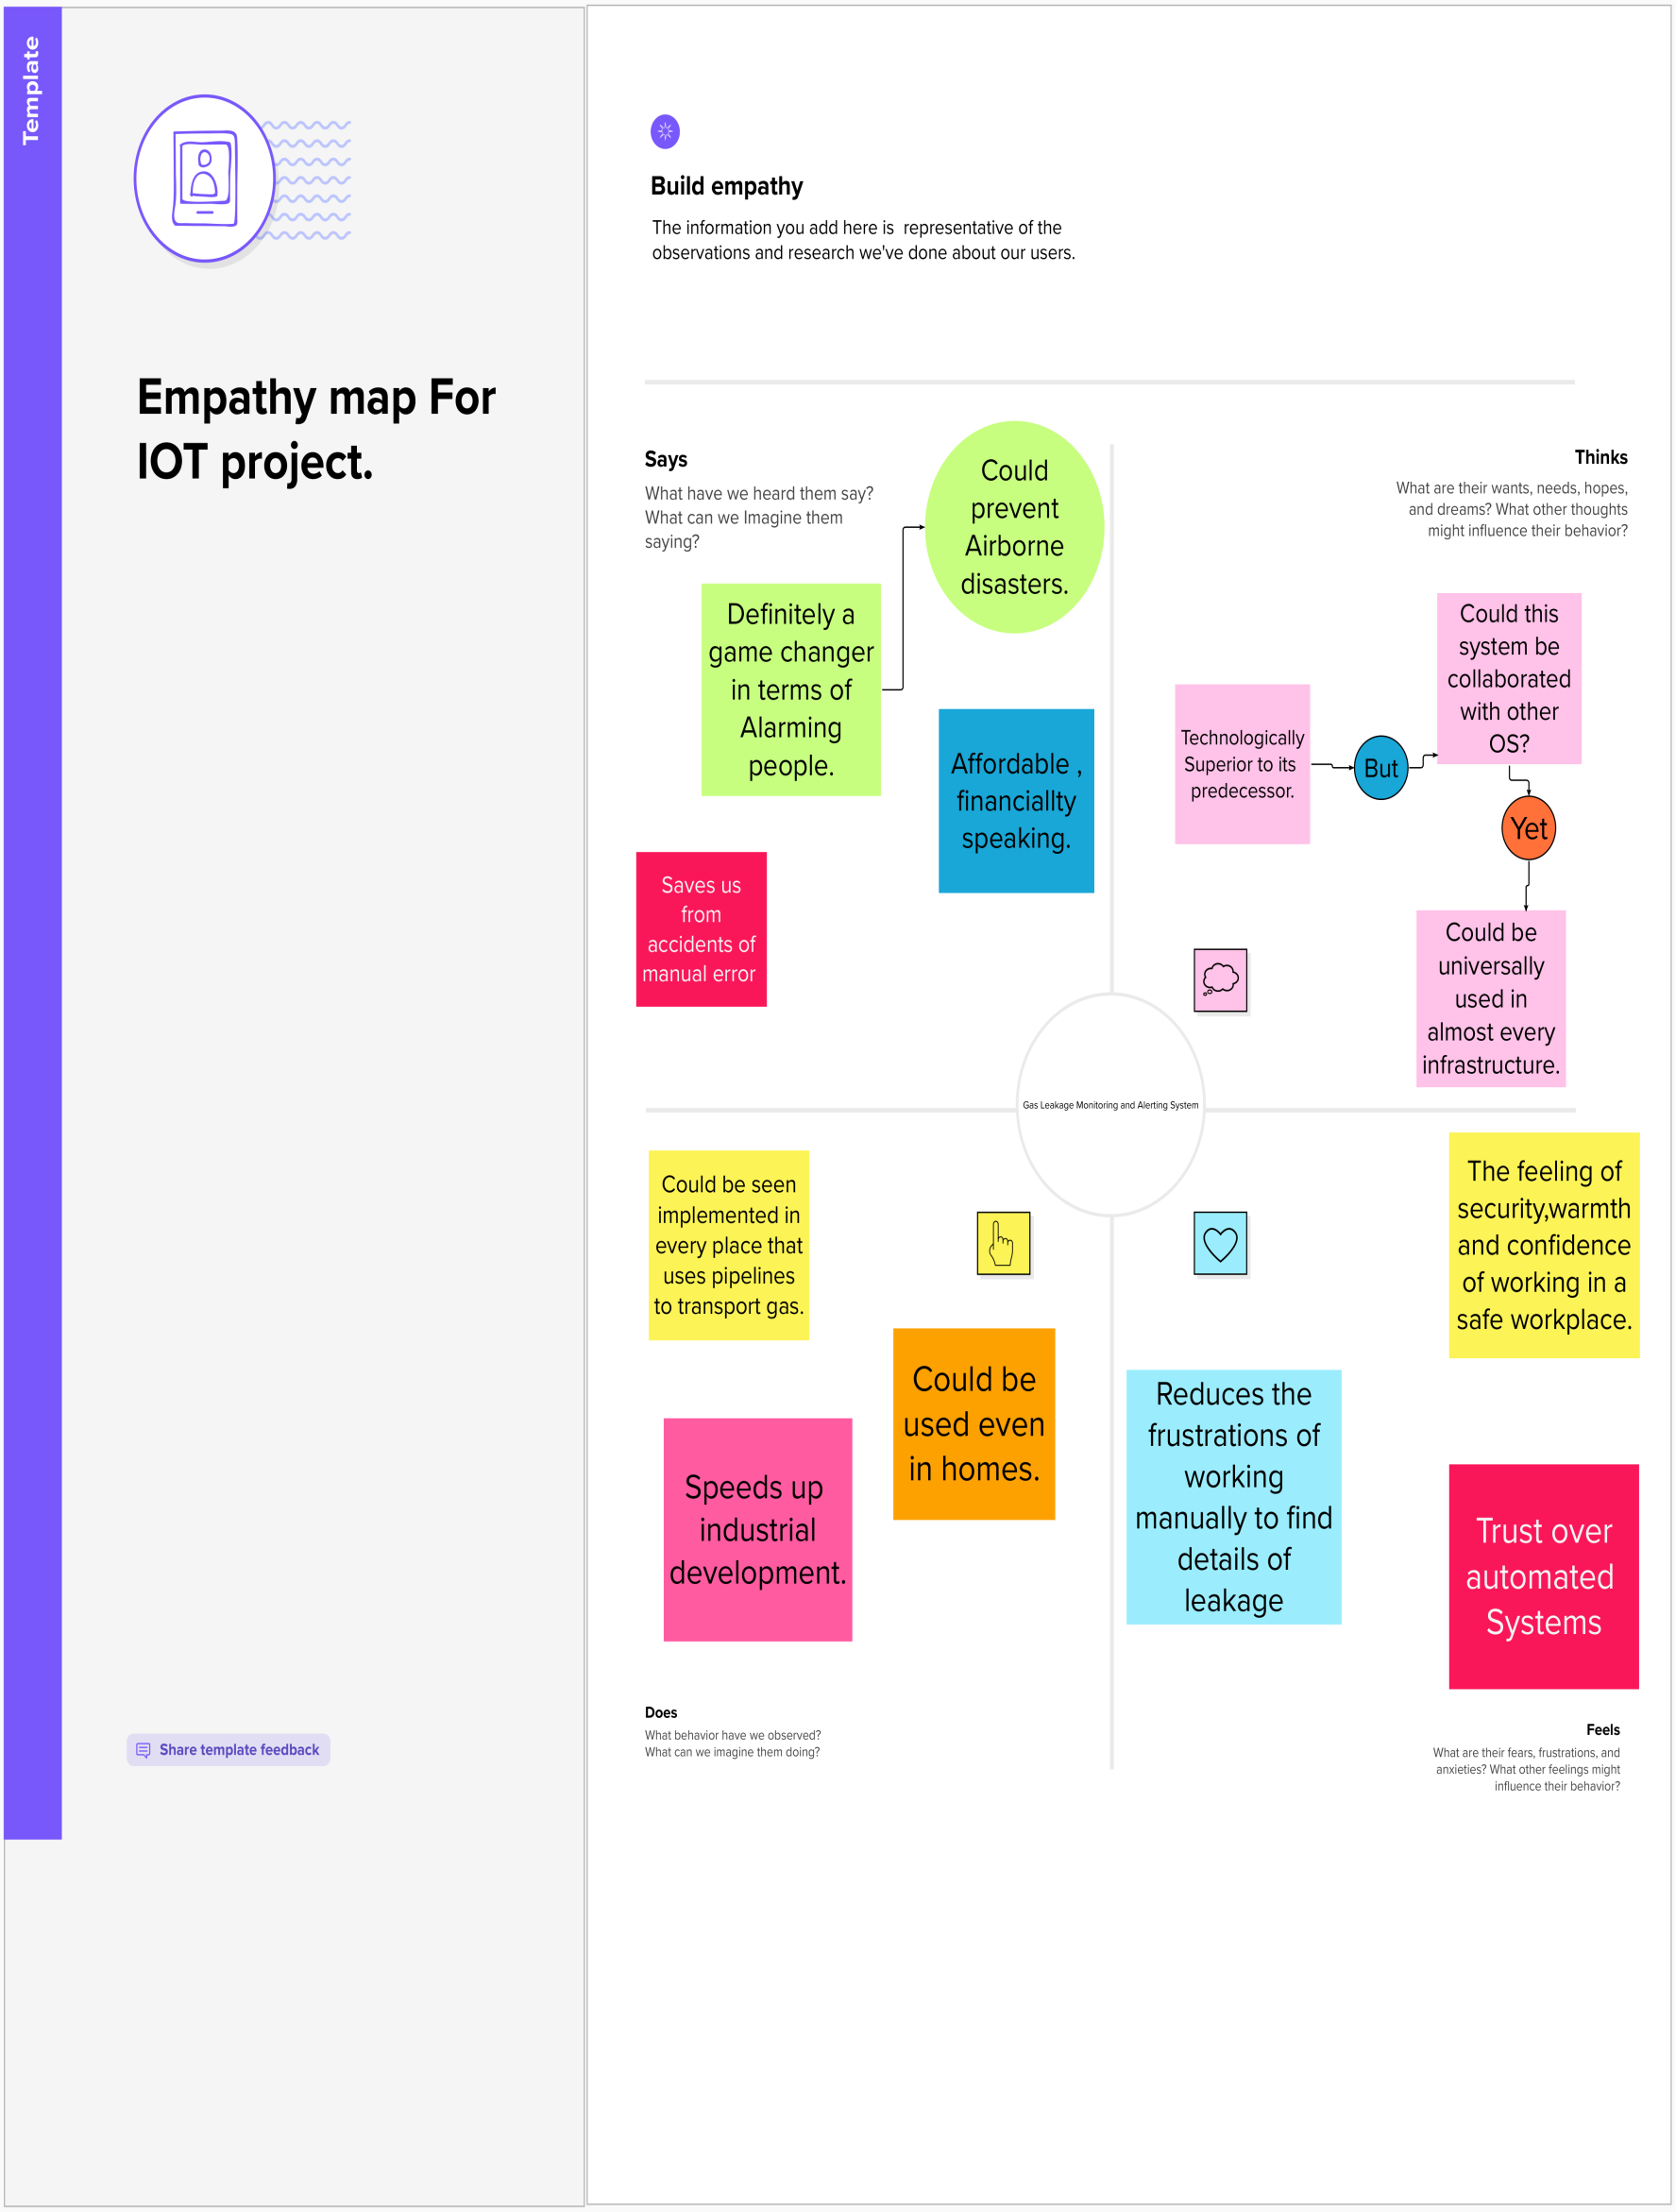 Template
Empathy map For
IOT project.
Share template feedback
Build empathy
The information you add here is  representative of the
observations and research we've done about our users.
Says
What have we heard them say?
What can we Imagine them
saying?
Could
prevent
Airborne
disasters.
Definitely a
game changer
in terms of
Alarming
people.
Affordable ,
financiallty
speaking.
Saves us
from
accidents of
manual error
Thinks
What are their wants, needs, hopes,
and dreams? What other thoughts
might influence their behavior?
Technologically
Superior to its
predecessor.
But
Could this
system be
collaborated
with other
OS?
Yet
Could be
universally
used in
almost every
infrastructure.
Gas Leakage Monitoring and Alerting System
Could be seen
implemented in
every place that
uses pipelines
to transport gas.
Could be
used even
in homes.
Speeds up
industrial
development.
Does
What behavior have we observed?
What can we imagine them doing?
The feeling of
security,warmth
and confidence
of working in a
safe workplace.
Reduces the
frustrations of
working
manually to find
details of
leakage
Trust over
automated
Systems
Feels
What are their fears, frustrations, and
anxieties? What other feelings might
influence their behavior?